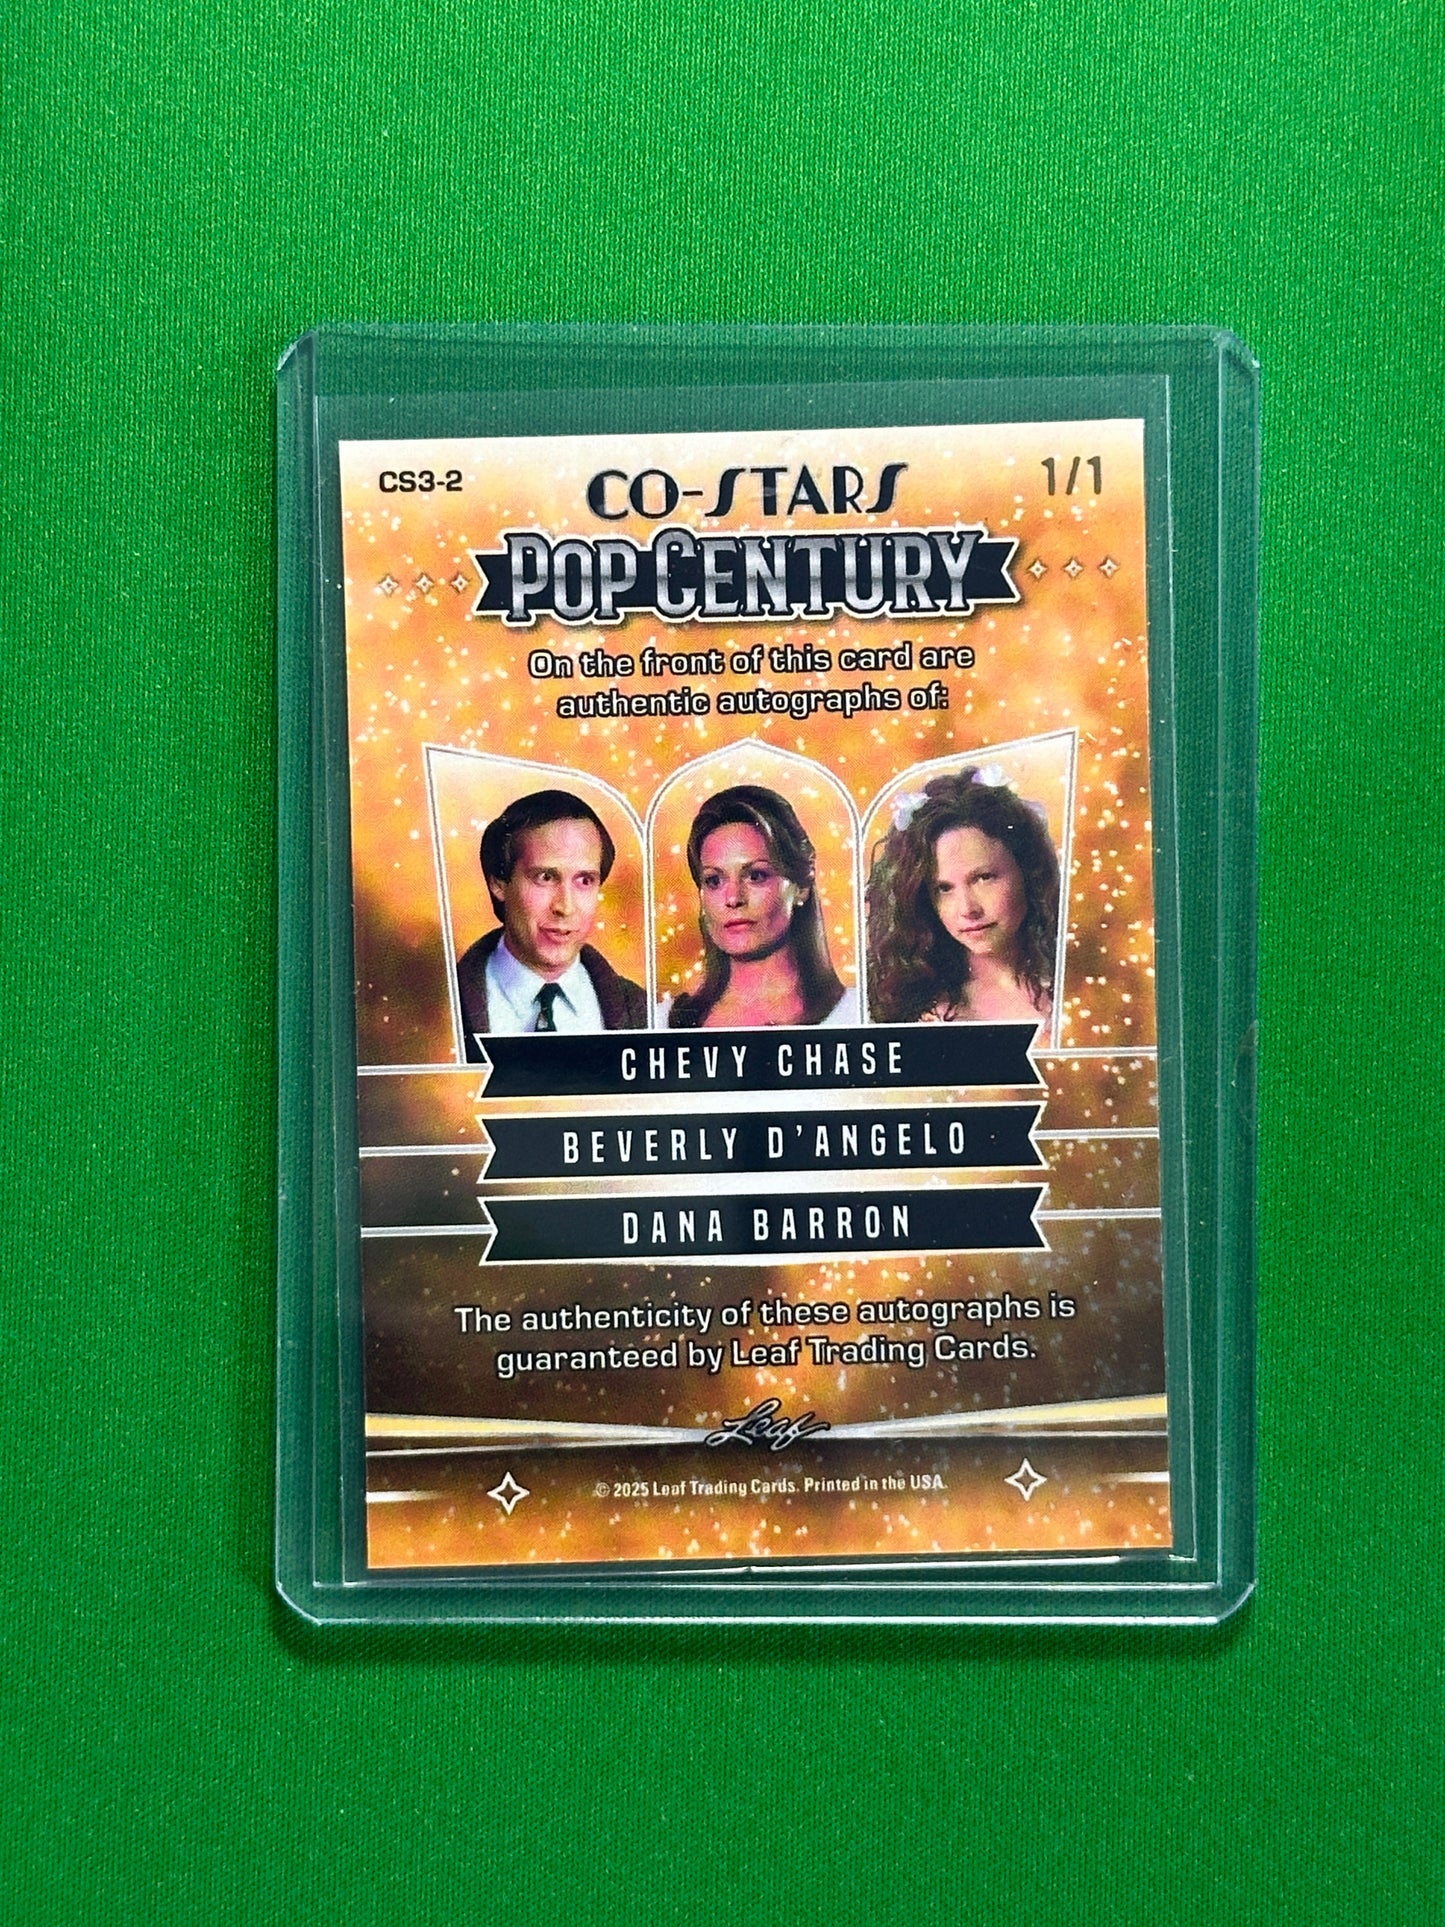 CS3-2
1/1
CO-STARS
POP CENTURY
On the front of this card are
authentic autographs of:
CHEVY CHASE
BEVERLY D'ANGELO
DANA BARRON
The authenticity of these autographs is
guaranteed by Leaf Trading Cards.
Leaf
© 2025 Leaf Trading Cards. Printed in the USA.